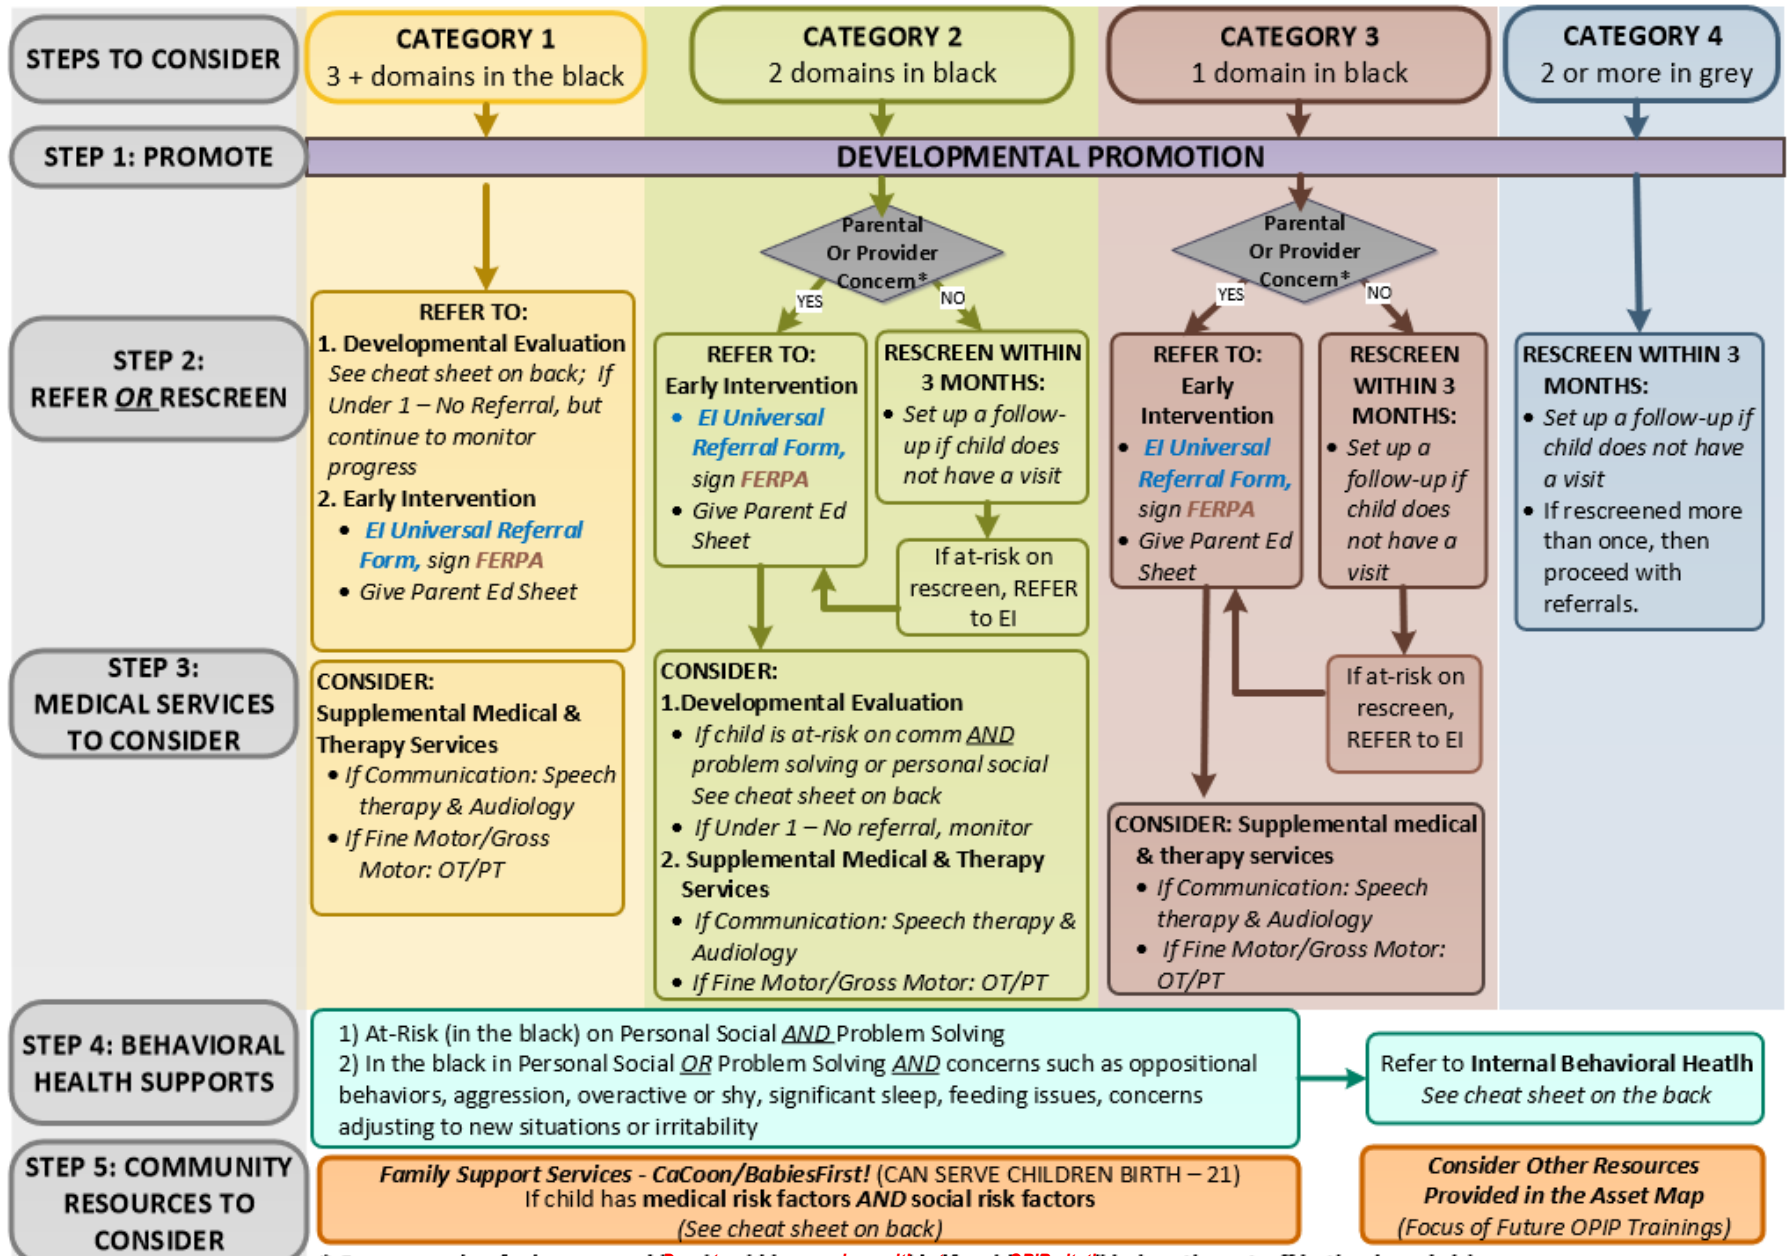 STEPS TO CONSIDER
CATEGORY 1
3 + domains in the black
CATEGORY 2
2 domains in black
CATEGORY 3
1 domain in black
CATEGORY 4
2 or more in grey
STEP 1: PROMOTE
DEVELOPMENTAL PROMOTION
STEP 2:
REFER OR RESCREEN
REFER TO:
1. Developmental Evaluation
See cheat sheet on back; If
Under 1 – No Referral, but
continue to monitor
progress
2. Early Intervention
• EI Universal Referral
Form, sign FERPA
• Give Parent Ed Sheet
Parental
Or Provider
Concern*
YES
NO
REFER TO:
Early Intervention
• EI Universal
Referral Form,
sign FERPA
• Give Parent Ed
Sheet
RESCREEN WITHIN
3 MONTHS:
• Set up a follow-
up if child does
not have a visit
If at-risk on
rescreen, REFER
to EI
Parental
Or Provider
Concern*
YES
NO
REFER TO:
Early
Intervention
• EI Universal
Referral Form,
sign FERPA
• Give Parent Ed
Sheet
RESCREEN
WITHIN 3
MONTHS:
• Set up a
follow-up if
child does
not have a
visit
If at-risk on
rescreen,
REFER to EI
RESCREEN WITHIN 3
MONTHS:
• Set up a follow-up if
child does not have
a visit
• If rescreened more
than once, then
proceed with
referrals.
STEP 3:
MEDICAL SERVICES
TO CONSIDER
CONSIDER:
Supplemental Medical &
Therapy Services
• If Communication: Speech
therapy & Audiology
• If Fine Motor/Gross
Motor: OT/PT
CONSIDER:
1.Developmental Evaluation
• If child is at-risk on comm AND
problem solving or personal social
See cheat sheet on back
• If Under 1 – No referral, monitor
2. Supplemental Medical & Therapy
Services
• If Communication: Speech therapy &
Audiology
• If Fine Motor/Gross Motor: OT/PT
CONSIDER: Supplemental medical
& therapy services
• If Communication: Speech
therapy & Audiology
• If Fine Motor/Gross Motor:
OT/PT
STEP 4: BEHAVIORAL
HEALTH SUPPORTS
1) At-Risk (in the black) on Personal Social AND Problem Solving
2) In the black in Personal Social OR Problem Solving AND concerns such as oppositional
behaviors, aggression, overactive or shy, significant sleep, feeding issues, concerns
adjusting to new situations or irritability
Refer to Internal Behavioral Heatlh
See cheat sheet on the back
STEP 5: COMMUNITY
RESOURCES TO
CONSIDER
Family Support Services - CaCoon/BabiesFirst! (CAN SERVE CHILDREN BIRTH – 21)
If child has medical risk factors AND social risk factors
(See cheat sheet on back)
Consider Other Resources
Provided in the Asset Map
(Focus of Future OPIP Trainings)